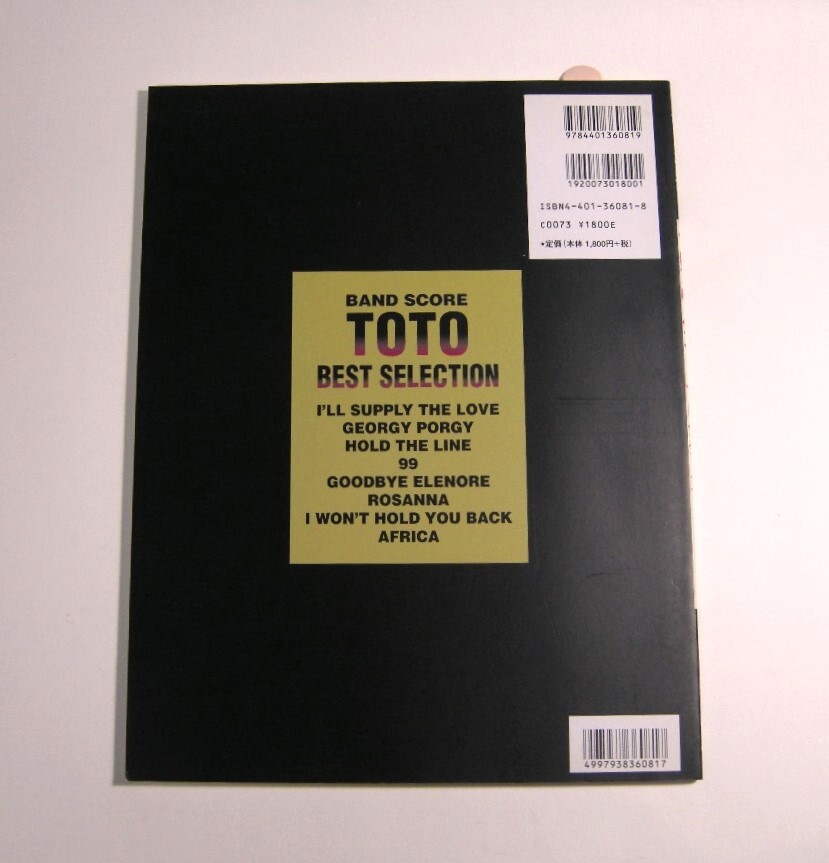 9784401360819
1920073018001
ISBN4-401-36081-8
C0073 ¥1800E
•定価(本体1,800円+税)
BAND SCORE
TOTO
BEST SELECTION
I'LL SUPPLY THE LOVE
GEORGY PORGY
HOLD THE LINE
99
GOODBYE ELENORE
ROSANNA
I WON'T HOLD YOU BACK
AFRICA
4997938360817